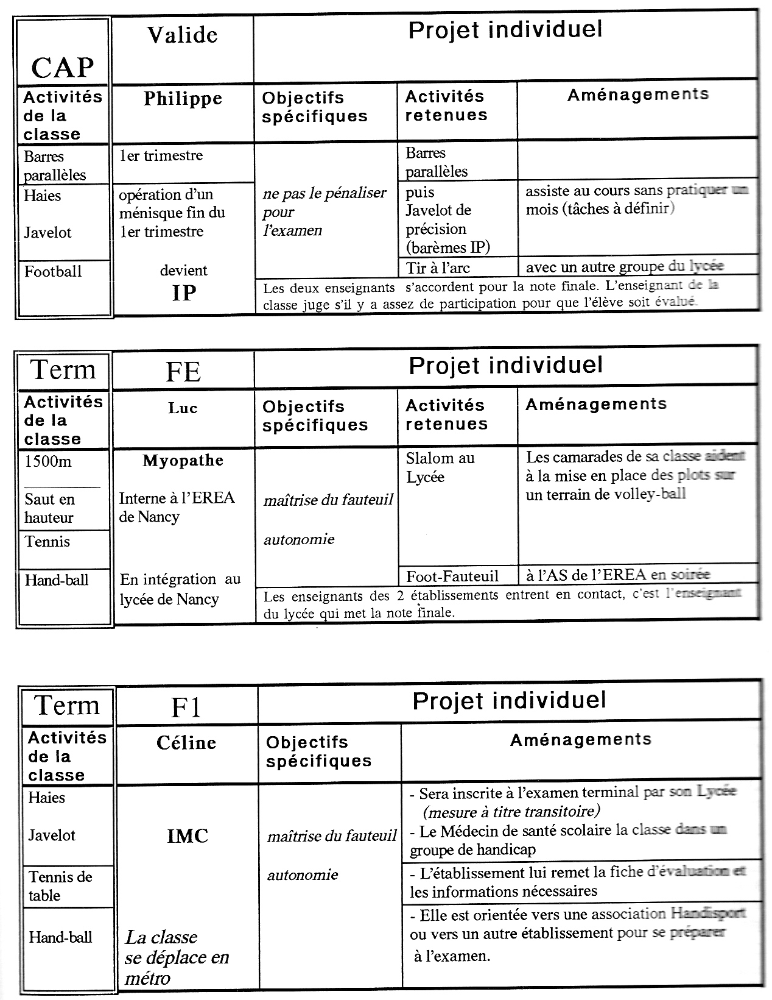 CAP
Valide
Projet individuel
Activités
de la
classe
Philippe
Objectifs
spécifiques
Activités
retenues
Aménagements
Barres
parallèles
1er trimestre
Barres
parallèles
Haies
Javelot
opération d'un
ménisque fin du
1er trimestre
ne pas le pénaliser
pour
l'examen
puis
Javelot de
précision
(barèmes IP)
assiste au cours sans pratiquer un
mois (tâches à définir)
Football
devient
IP
Tir à l'arc
avec un autre groupe du lycée
Les deux enseignants s'accordent pour la note finale. L'enseignant de la
classe juge s'il y a assez de participation pour que l'élève soit évalué.
Term
FE
Projet individuel
Activités
de la
classe
Luc
Objectifs
spécifiques
Activités
retenues
Aménagements
1500m
Saut en
hauteur
Tennis
Hand-ball
Myopathe
Interne à l'EREA
de Nancy
En intégration au
lycée de Nancy
maîtrise du fauteuil
autonomie
Slalom au
Lycée
Les camarades de sa classe aident
à la mise en place des plots sur
un terrain de volley-ball
Foot-Fauteuil
à l'AS de l'EREA en soirée
Les enseignants des 2 établissements entrent en contact, c'est l'enseignant
du lycée qui met la note finale.
Term
F1
Projet individuel
Activités
de la
classe
Céline
Objectifs
spécifiques
Aménagements
Haies
Javelot
Tennis de
table
Hand-ball
IMC
La classe
se déplace en
métro
maîtrise du fauteuil
autonomie
- Sera inscrite à l'examen terminal par son Lycée
(mesure à titre transitoire)
- Le Médecin de santé scolaire la classe dans un
groupe de handicap
- L'établissement lui remet la fiche d'évaluation et
les informations nécessaires
- Elle est orientée vers une association Handisport
ou vers un autre établissement pour se préparer
à l'examen.